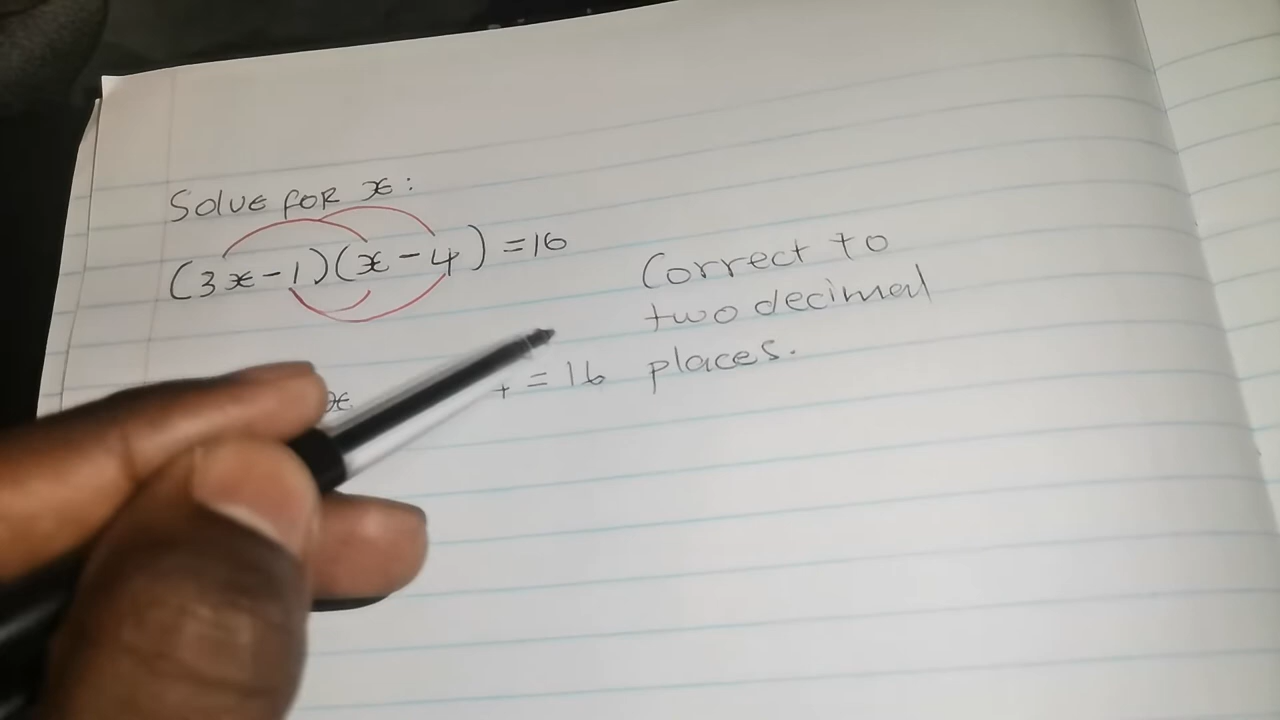 Solve for x:
(3x-1)(x-4) = 16
Correct to
two decimal
places.
x + = 16